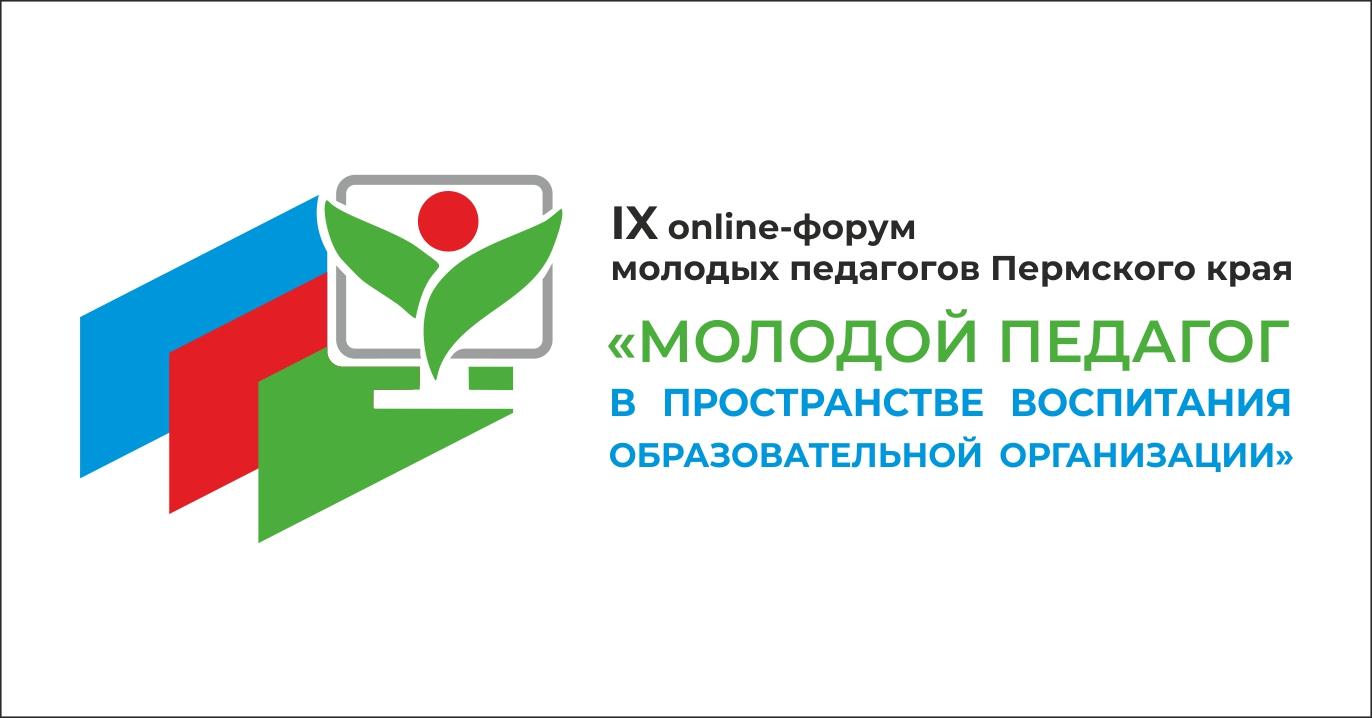 IX online-форум
молодых педагогов Пермского края
«МОЛОДОЙ ПЕДАГОГ
В ПРОСТРАНСТВЕ ВОСПИТАНИЯ
ОБРАЗОВАТЕЛЬНОЙ ОРГАНИЗАЦИИ»